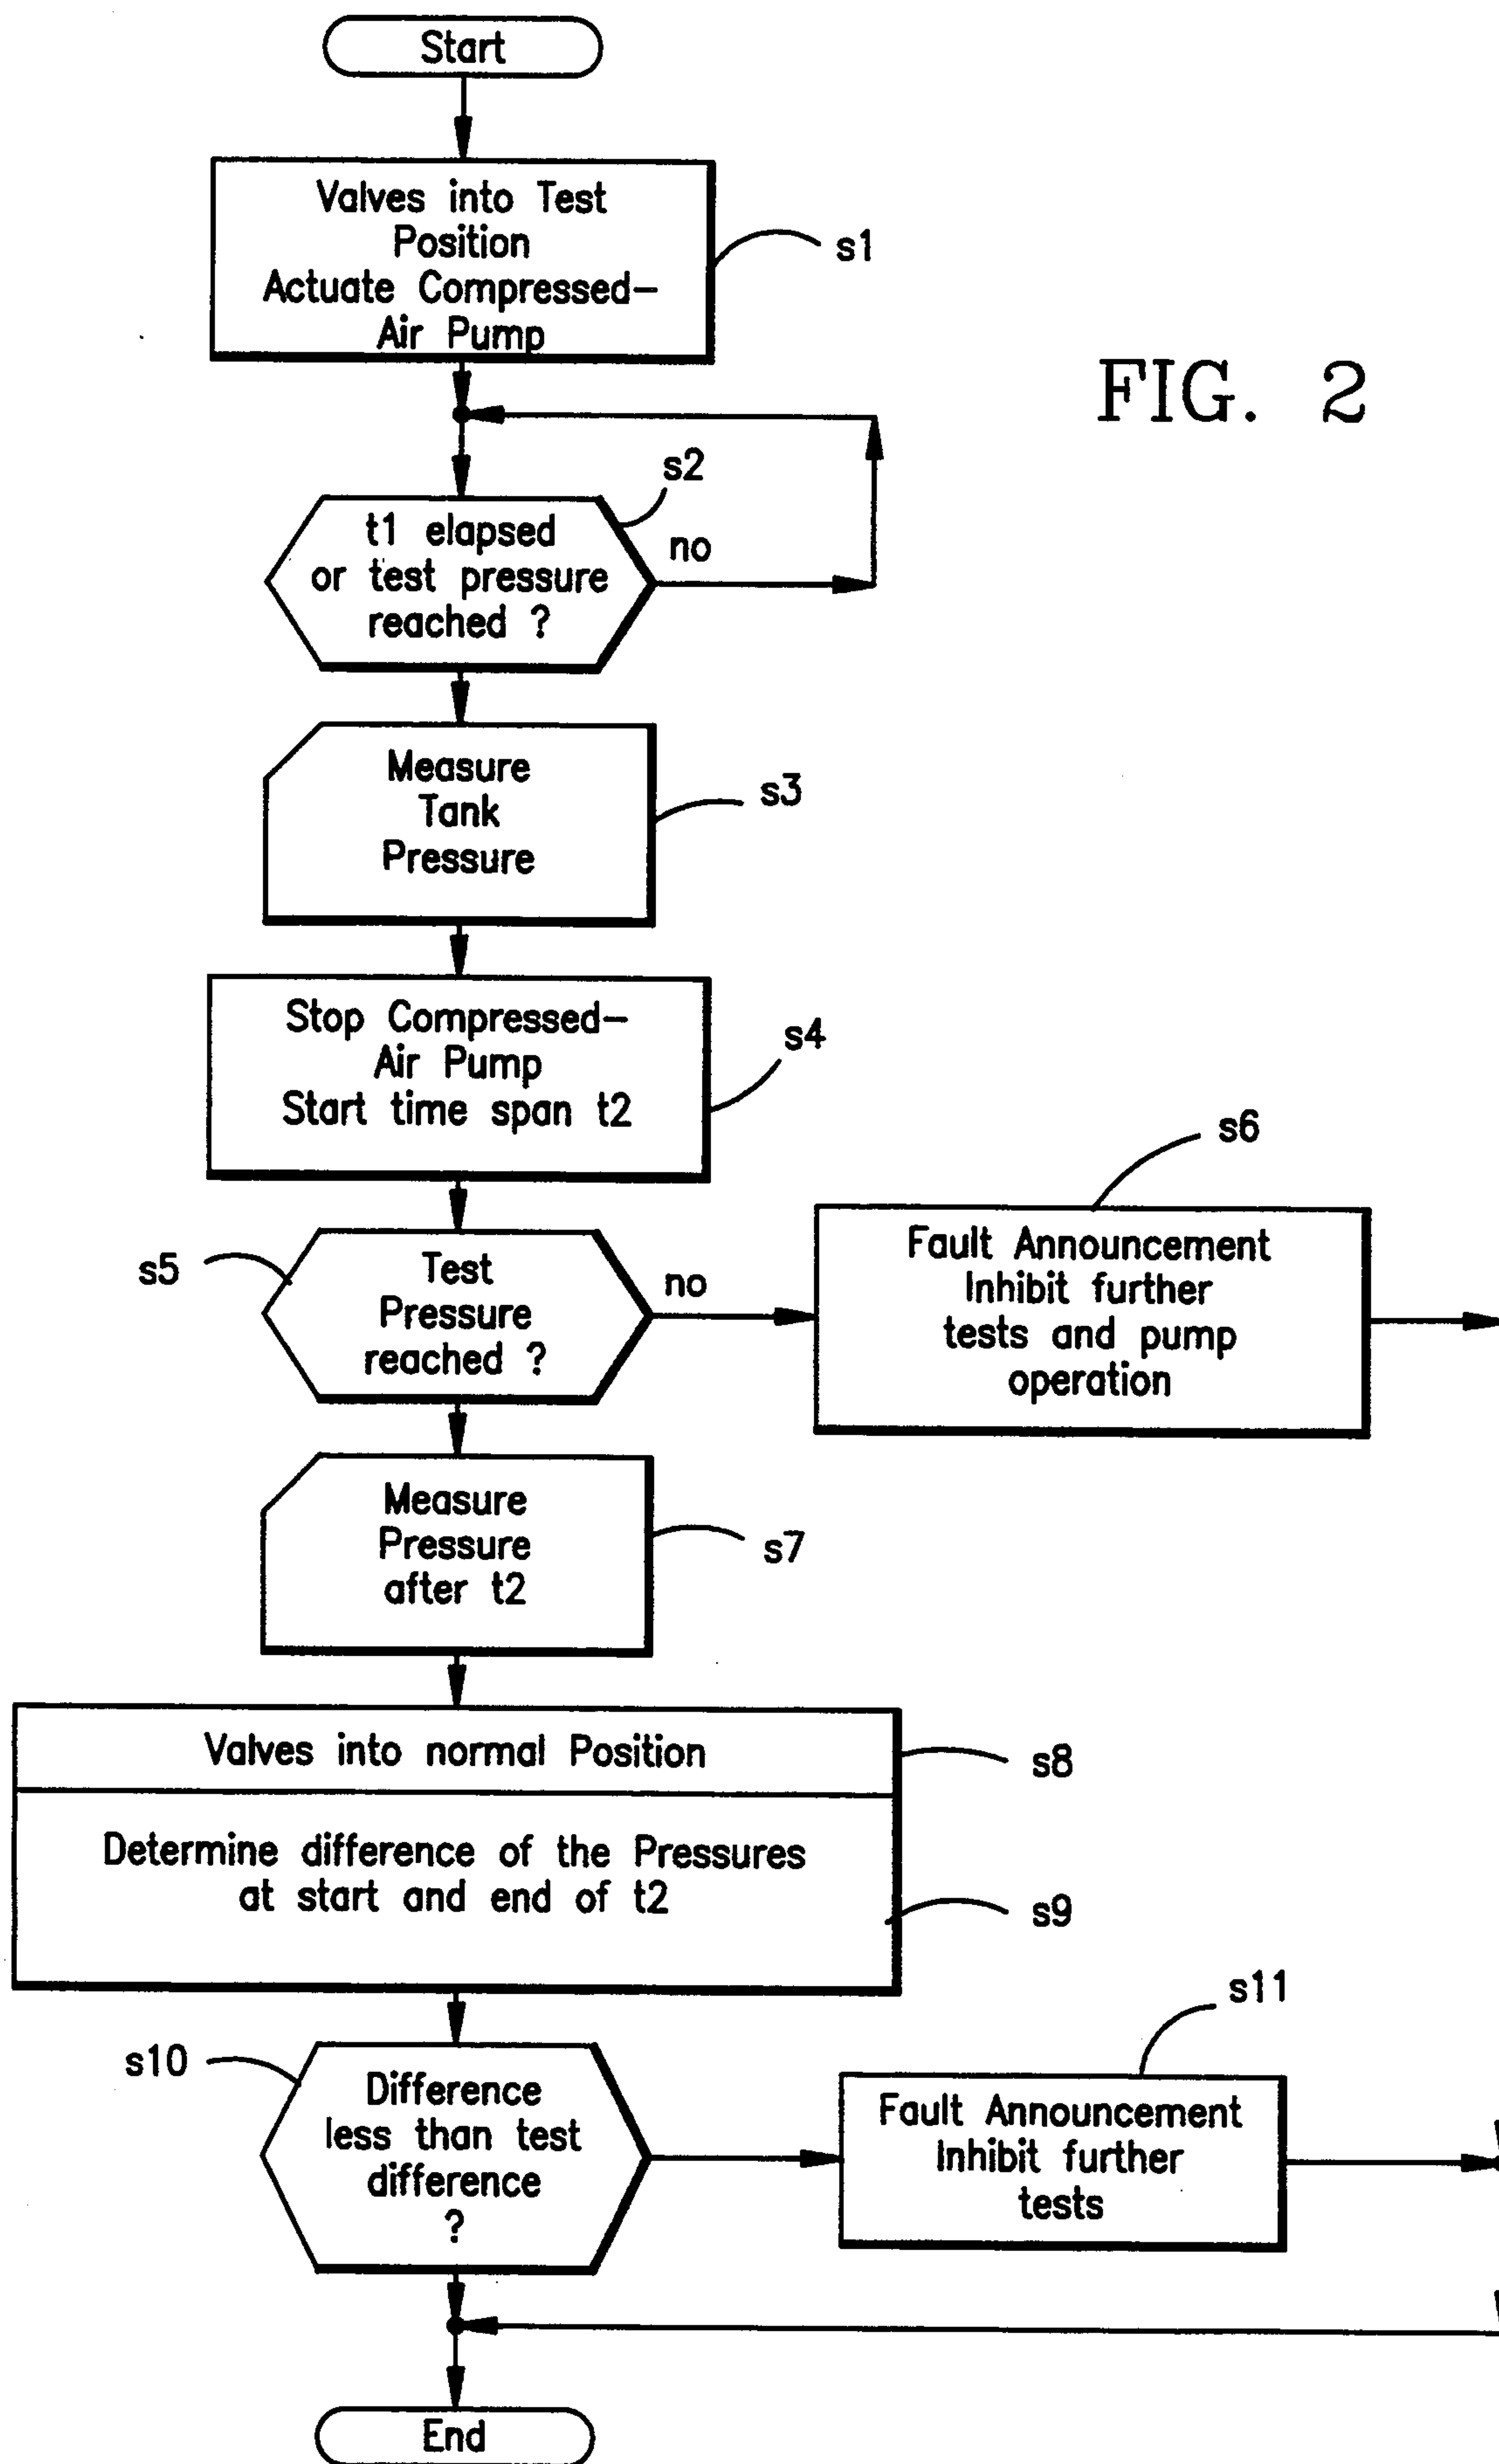 Start
Valves into Test
Position
Actuate Compressed-
Air Pump
s1
FIG. 2
s2
t1 elapsed
or test pressure
reached ?
no
Measure
Tank
Pressure
s3
Stop Compressed-
Air Pump
Start time span t2
s4
s5
Test
Pressure
reached ?
no
s6
Fault Announcement
Inhibit further
tests and pump
operation
Measure
Pressure
after t2
s7
Valves into normal Position
s8
Determine difference of the Pressures
at start and end of t2
s9
s10
Difference
less than test
difference
?
s11
Fault Announcement
Inhibit further
tests
End